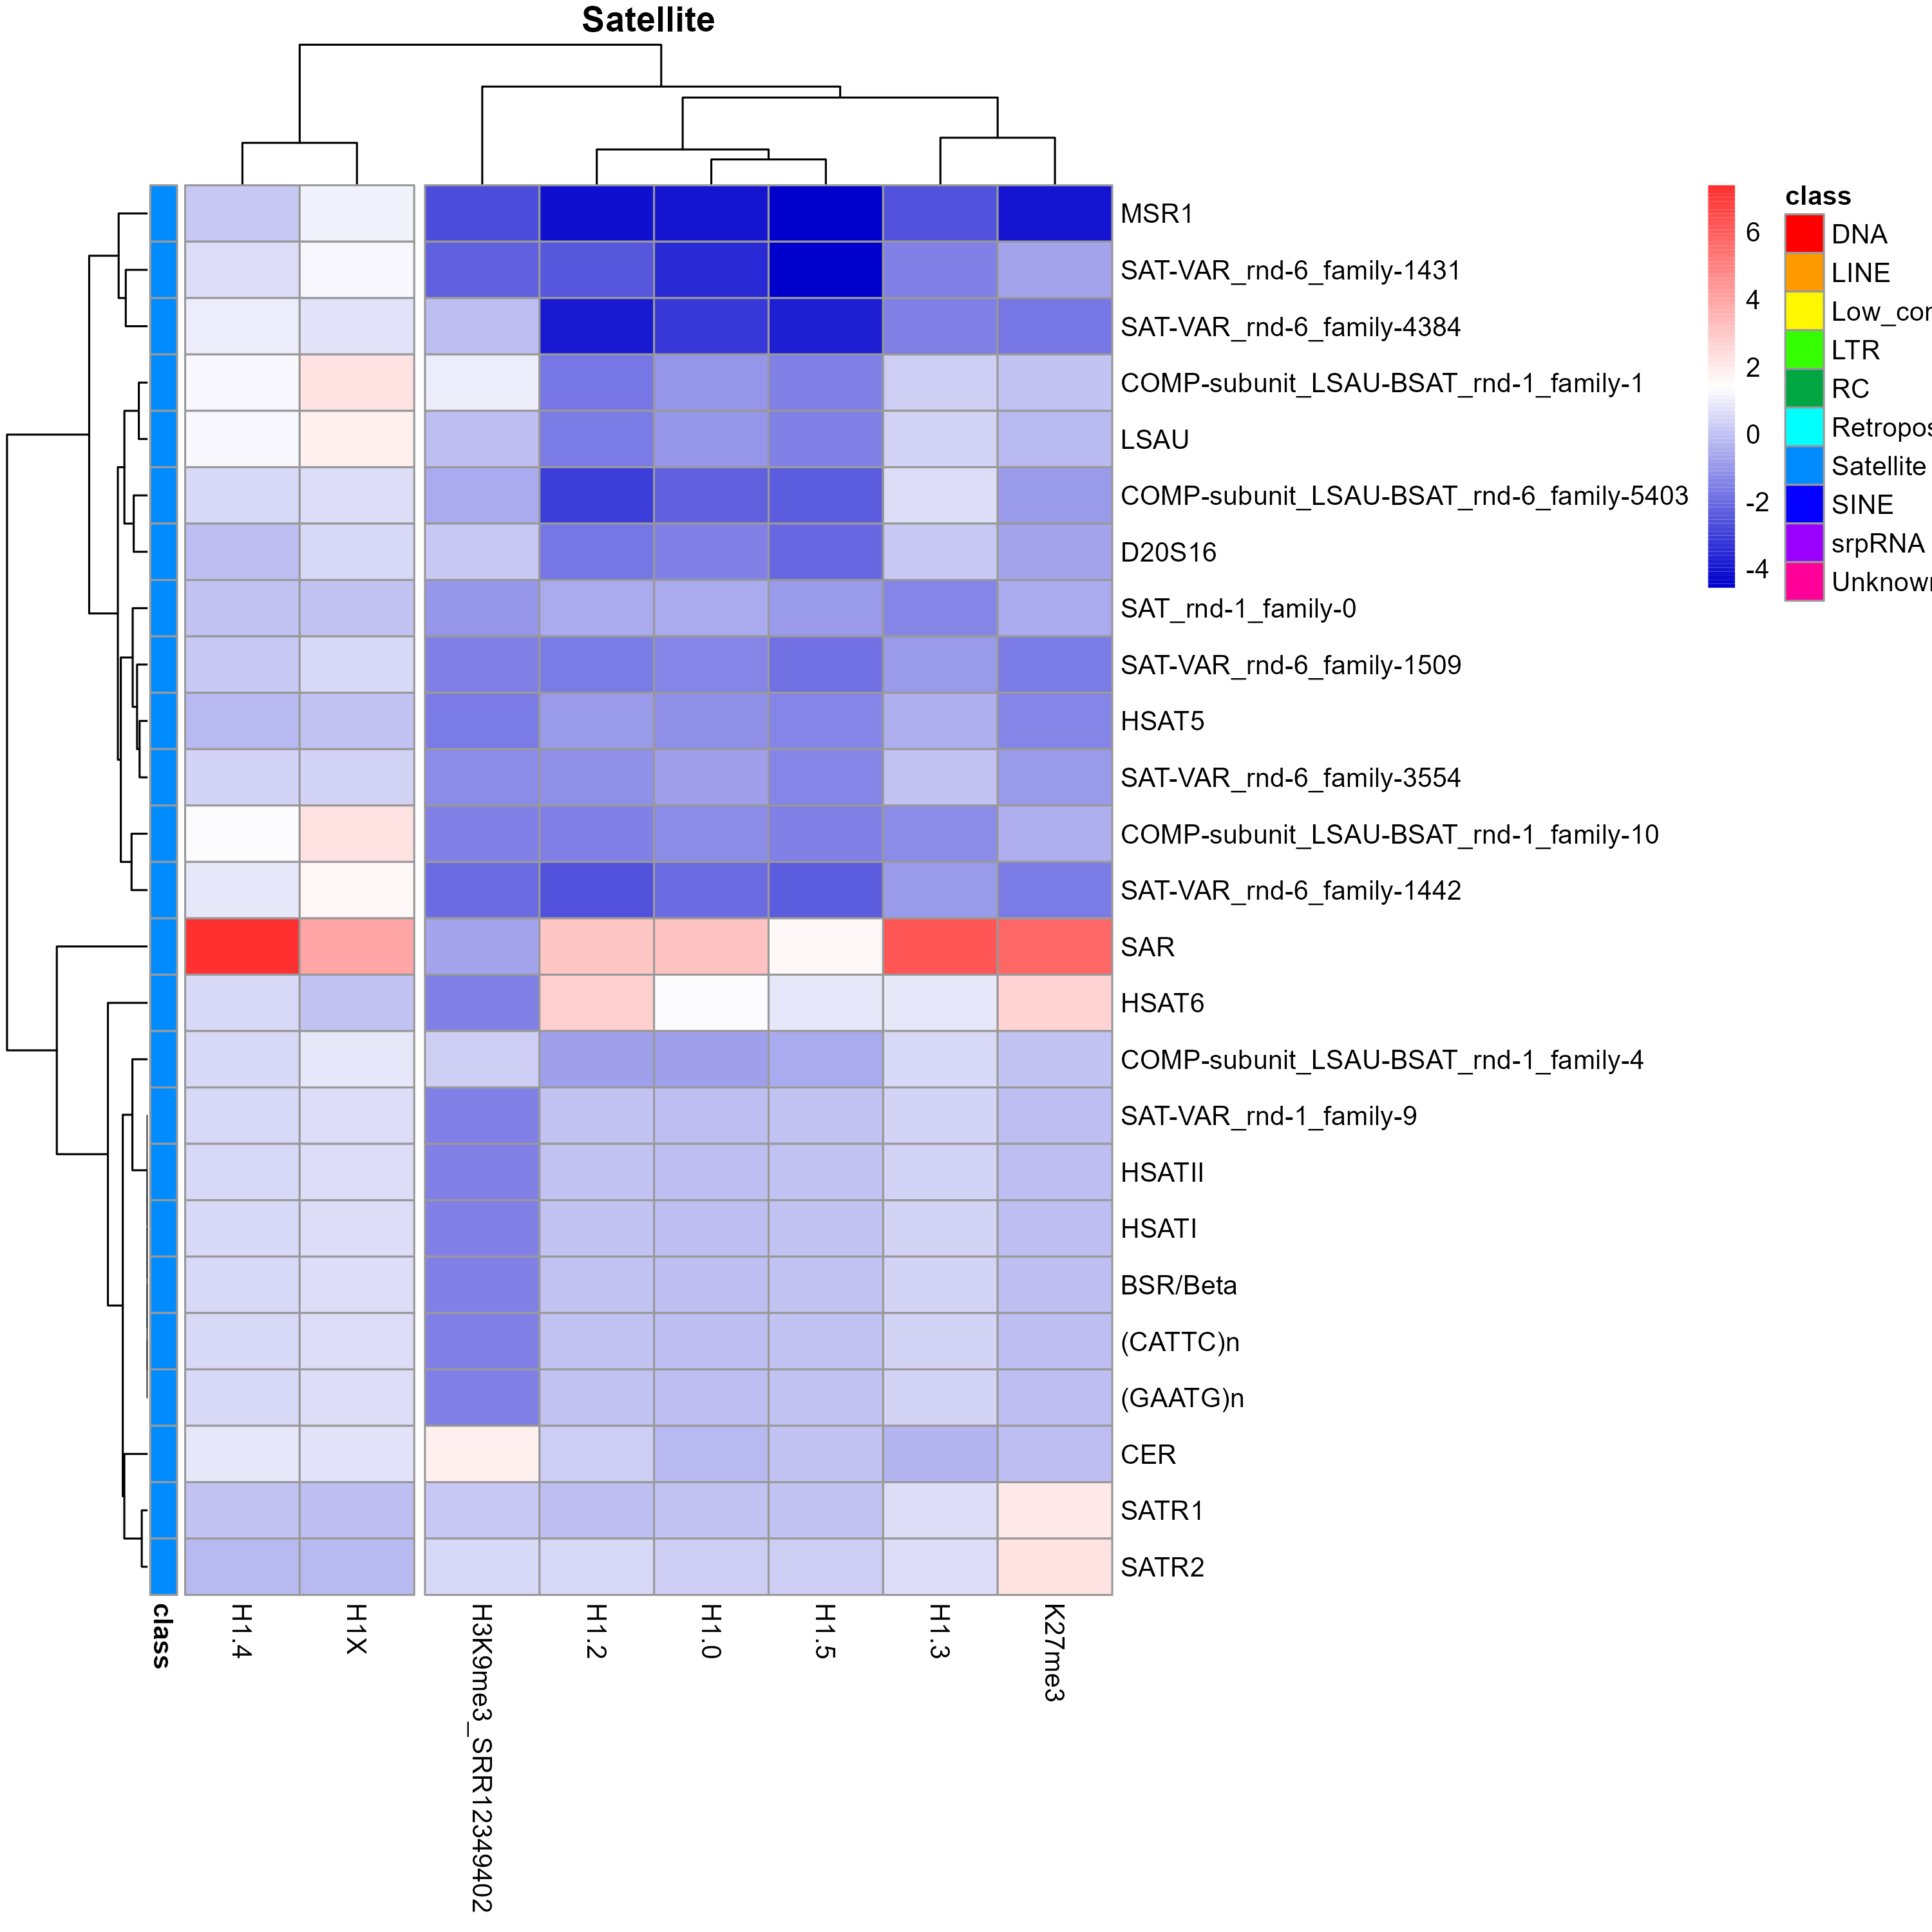 Satellite
MSR1
SAT-VAR_rnd-6_family-1431
SAT-VAR_rnd-6_family-4384
COMP-subunit_LSAU-BSAT_rnd-1_family-1
LSAU
COMP-subunit_LSAU-BSAT_rnd-6_family-5403
D20S16
SAT_rnd-1_family-0
SAT-VAR_rnd-6_family-1509
HSAT5
SAT-VAR_rnd-6_family-3554
COMP-subunit_LSAU-BSAT_rnd-1_family-10
SAT-VAR_rnd-6_family-1442
SAR
HSAT6
COMP-subunit_LSAU-BSAT_rnd-1_family-4
SAT-VAR_rnd-1_family-9
HSATII
HSATI
BSR/Beta
(CATTC)n
(GAATG)n
CER
SATR1
SATR2
class
H1.4
H1X
H3K9me3_SRR12349402
H1.2
H1.0
H1.5
H1.3
K27me3
6
4
2
0
-2
-4
class
DNA
LINE
Low_con
LTR
RC
Retropos
Satellite
SINE
srpRNA
Unknown